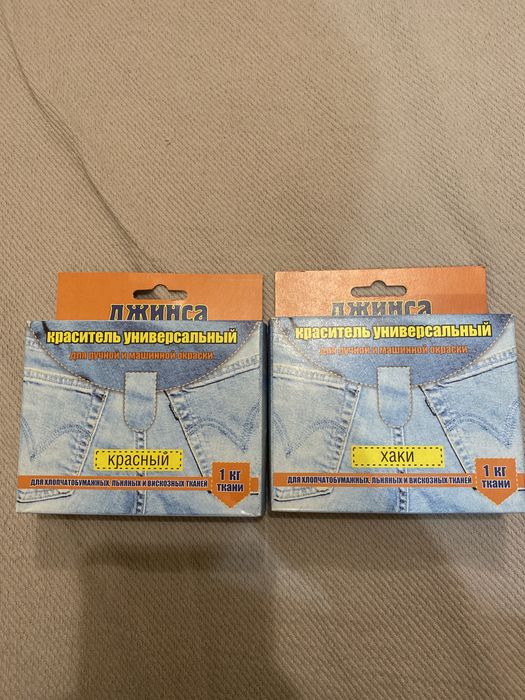 джинса
краситель универсальный
для ручной и машинной окраски
красный
1 кг
ткани
для хлопчатобумажных, льняных и вискозных тканей
джинса
краситель универсальный
для ручной и машинной окраски
хаки
1 кг
ткани
для хлопчатобумажных, льняных и вискозных тканей